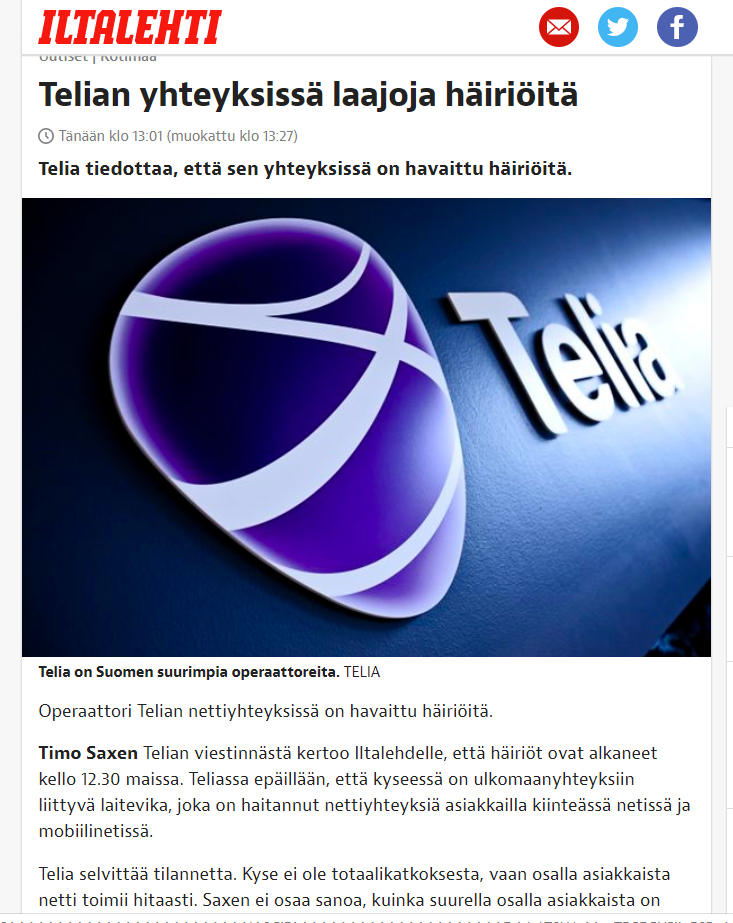 ILTALEHTI
Uutiset | Kotimaa
Telian yhteyksissä laajoja häiriöitä
Tänään klo 13:01 (muokattu klo 13:27)
Telia tiedottaa, että sen yhteyksissä on havaittu häiriöitä.
Telia
Telia on Suomen suurimpia operaattoreita. TELIA
Operaattori Telian nettiyhteyksissä on havaittu häiriöitä.
Timo Saxen Telian viestinnästä kertoo Iltalehdelle, että häiriöt ovat alkaneet
kello 12.30 maissa. Teliassa epäillään, että kyseessä on ulkomaanyhteyksiin
liittyvä laitevika, joka on haitannut nettiyhteyksiä asiakkailla kiinteässä netissä ja
mobiilinetissä.
Telia selvittää tilannetta. Kyse ei ole totaalikatkoksesta, vaan osalla asiakkaista
netti toimii hitaasti. Saxen ei osaa sanoa, kuinka suurella osalla asiakkaista on